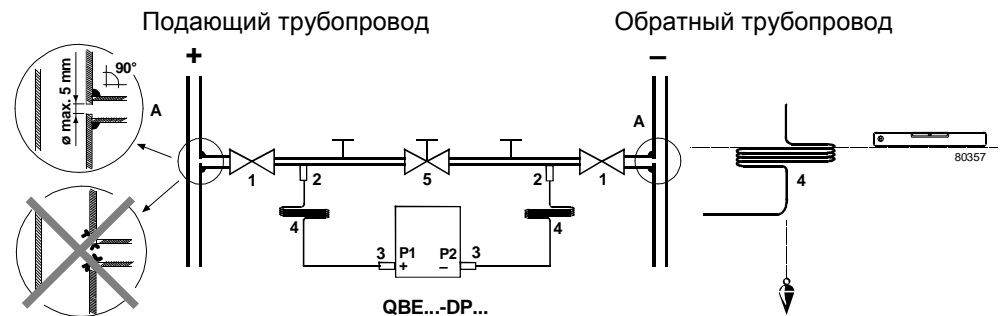 Подающий трубопровод
Обратный трубопровод
+
–
90°
ø max. 5 mm
A
A
1
2
5
2
1
4
4
3
P1
+
P2
–
3
QBE...-DP...
80357
4